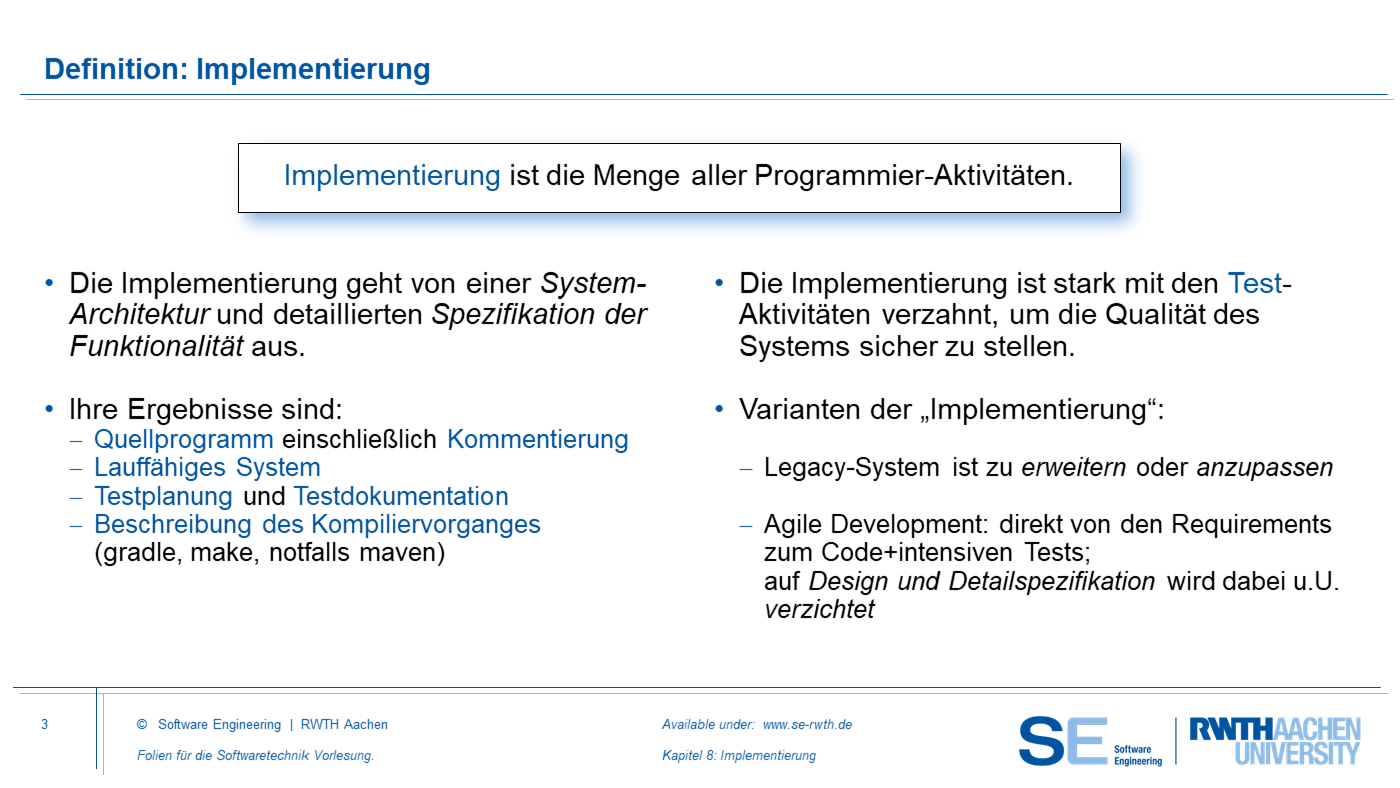 Definition: Implementierung
Implementierung ist die Menge aller Programmier-Aktivitäten.
• Die Implementierung geht von einer System-
Architektur und detaillierten Spezifikation der
Funktionalität aus.
• Ihre Ergebnisse sind:
– Quellprogramm einschließlich Kommentierung
– Lauffähiges System
– Testplanung und Testdokumentation
– Beschreibung des Kompiliervorganges
(gradle, make, notfalls maven)
• Die Implementierung ist stark mit den Test-
Aktivitäten verzahnt, um die Qualität des
Systems sicher zu stellen.
• Varianten der „Implementierung“:
– Legacy-System ist zu erweitern oder anzupassen
– Agile Development: direkt von den Requirements
zum Code+intensiven Tests;
auf Design und Detailspezifikation wird dabei u.U.
verzichtet
3
© Software Engineering | RWTH Aachen
Folien für die Softwaretechnik Vorlesung.
Available under: www.se-rwth.de
Kapitel 8: Implementierung
SE Software
Engineering
RWTHAACHEN
UNIVERSITY